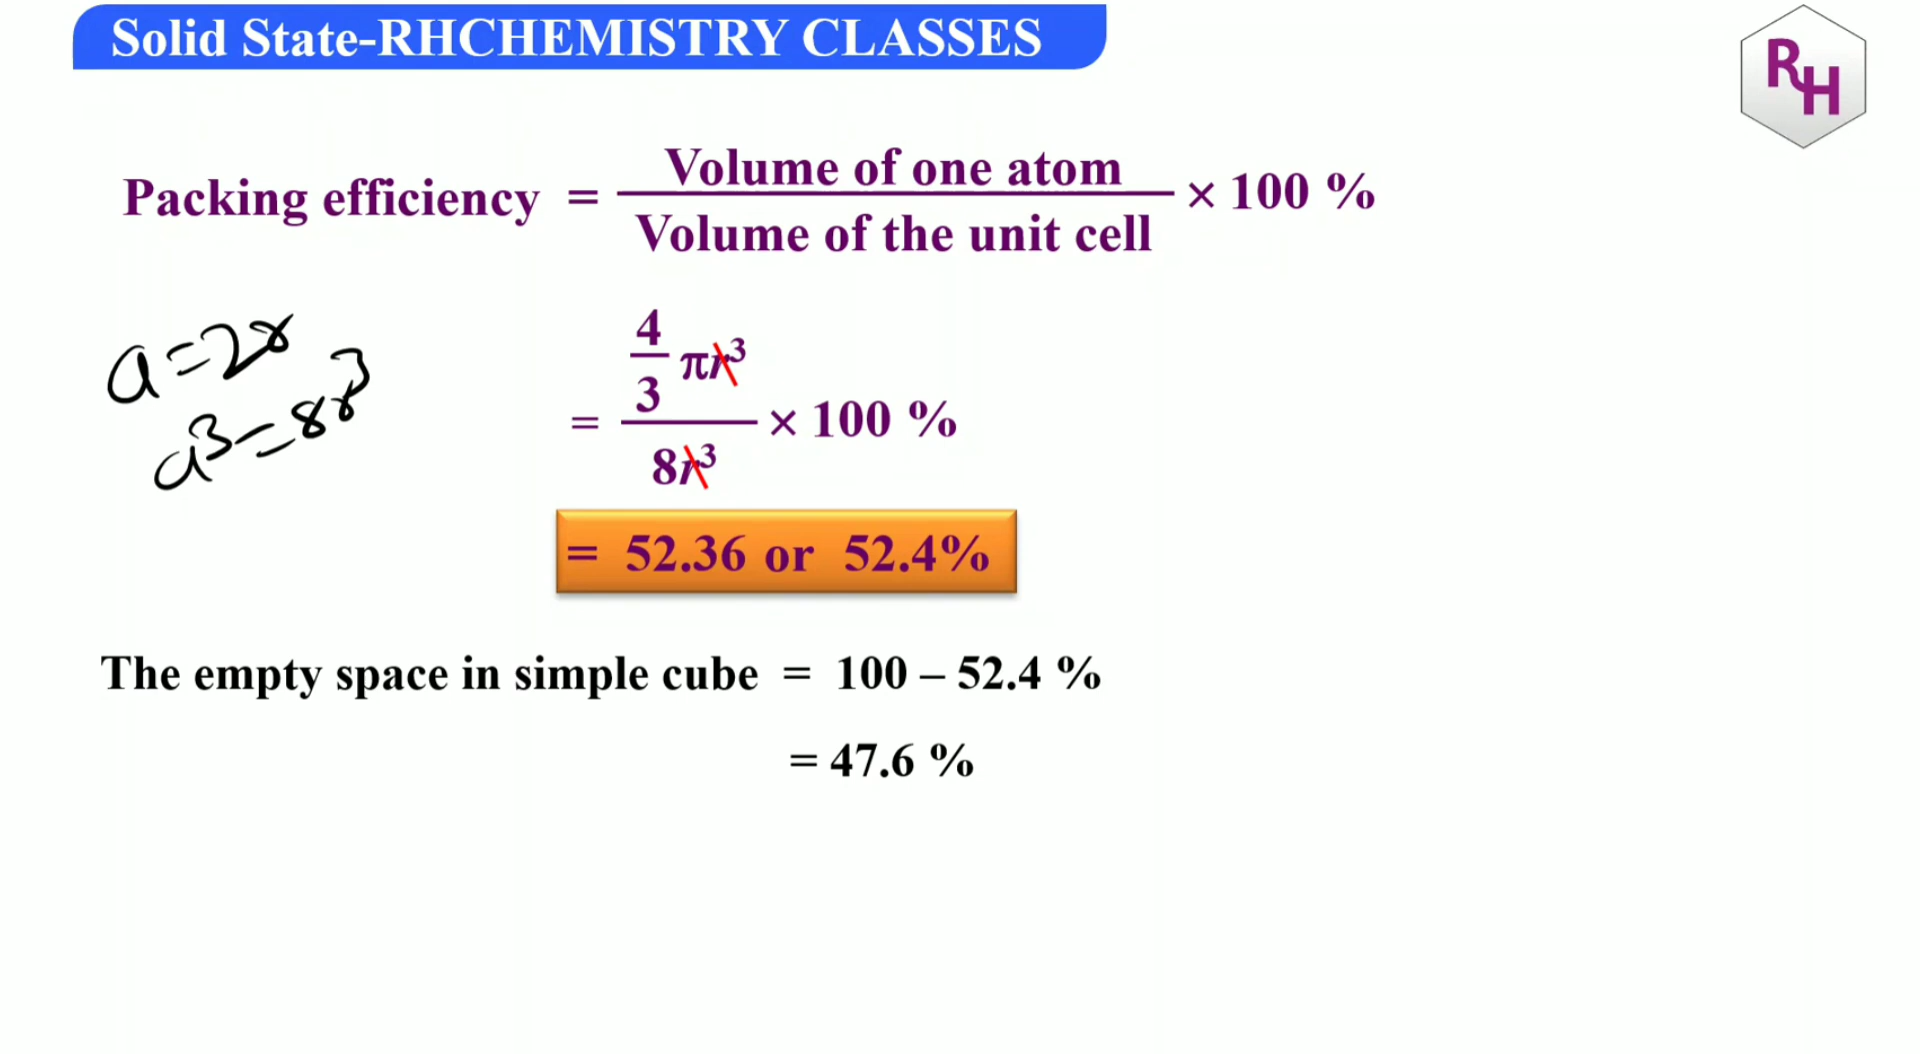 Solid State-RHCHEMISTRY CLASSES
RH
Packing efficiency = Volume of one atom / Volume of the unit cell × 100 %
a=2r
a³=8r³
= 4/3 πr³ / 8r³ × 100 %
= 52.36 or 52.4%
The empty space in simple cube = 100 – 52.4 %
= 47.6 %